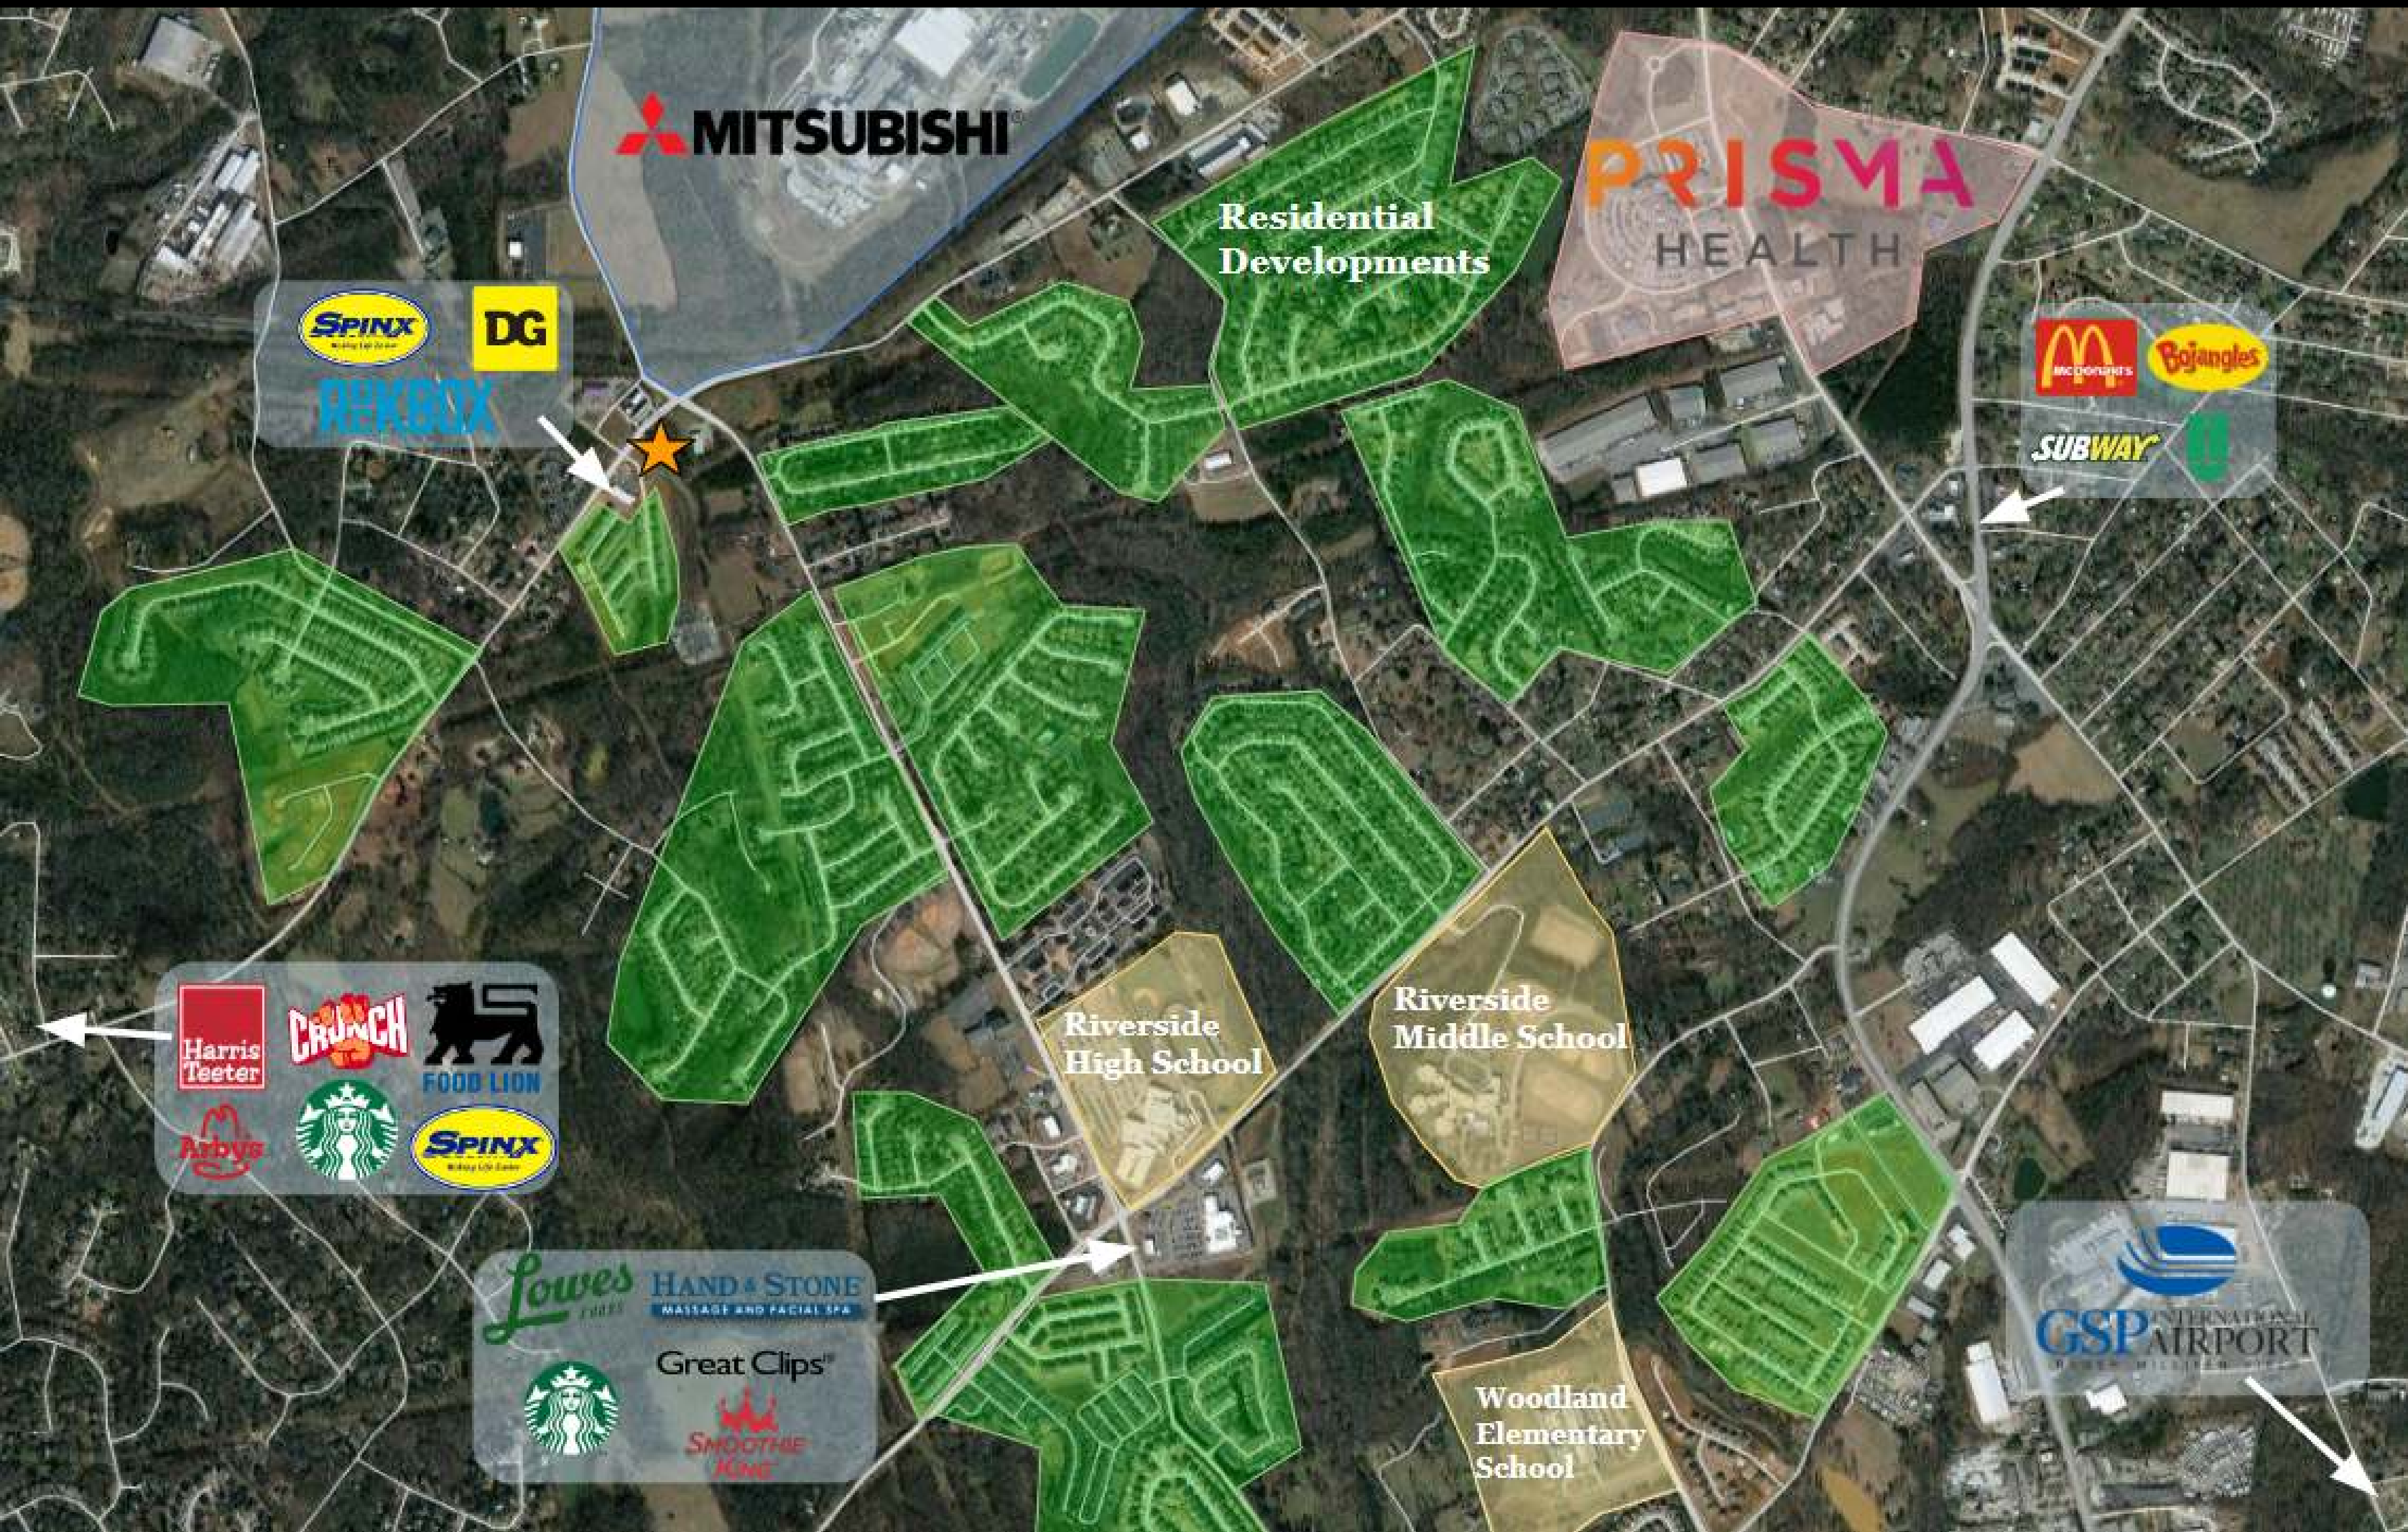 MITSUBISHI
PRISMA
HEALTH
Residential
Developments
SPINX
DG
ROKBOX
McDonald's
Bojangles
SUBWAY
Riverside
Middle School
Riverside
High School
Harris
Teeter
CRUNCH
FOOD LION
Arby's
SPINX
Lowes
FOODS
HAND & STONE
MASSAGE AND FACIAL SPA
Great Clips®
SMOOTHIE
KING
GSP INTERNATIONAL
AIRPORT
Woodland
Elementary
School